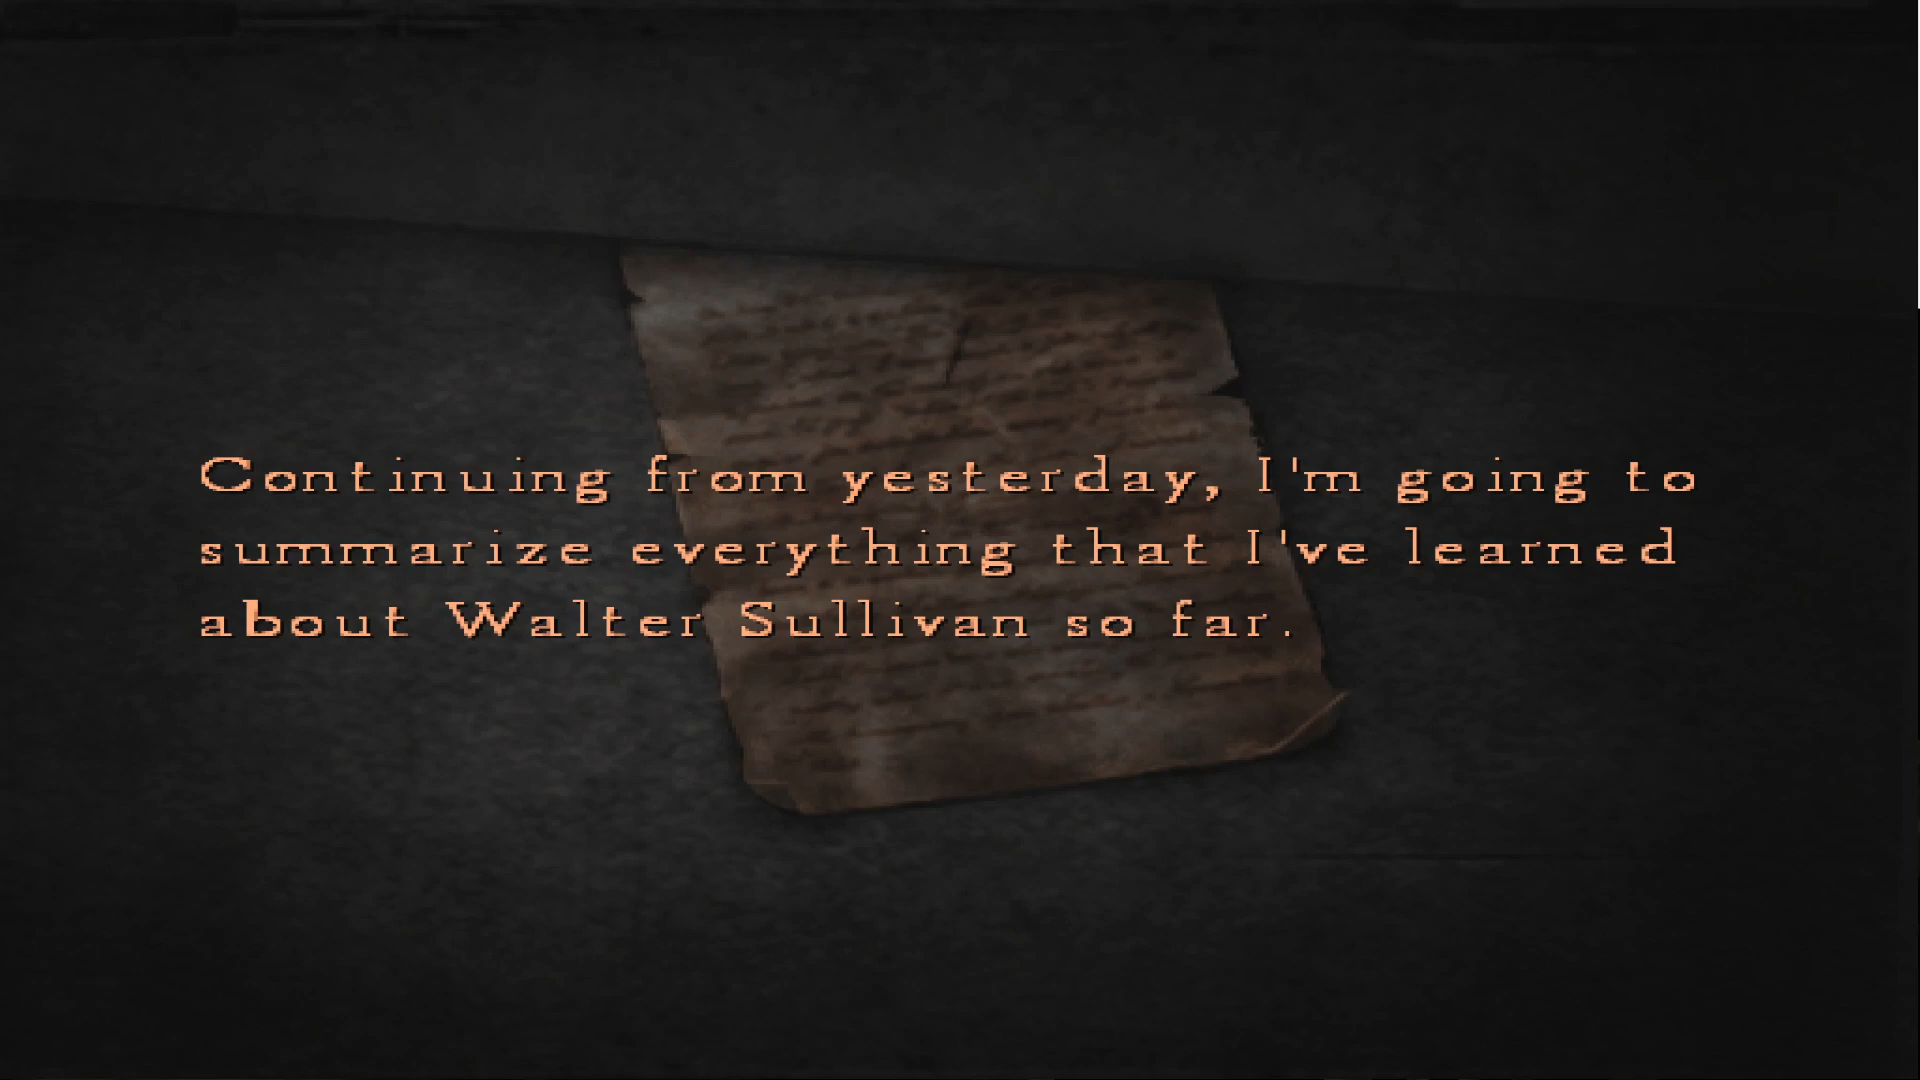 Continuing from yesterday, I'm going to
summarize everything that I've learned
about Walter Sullivan so far.